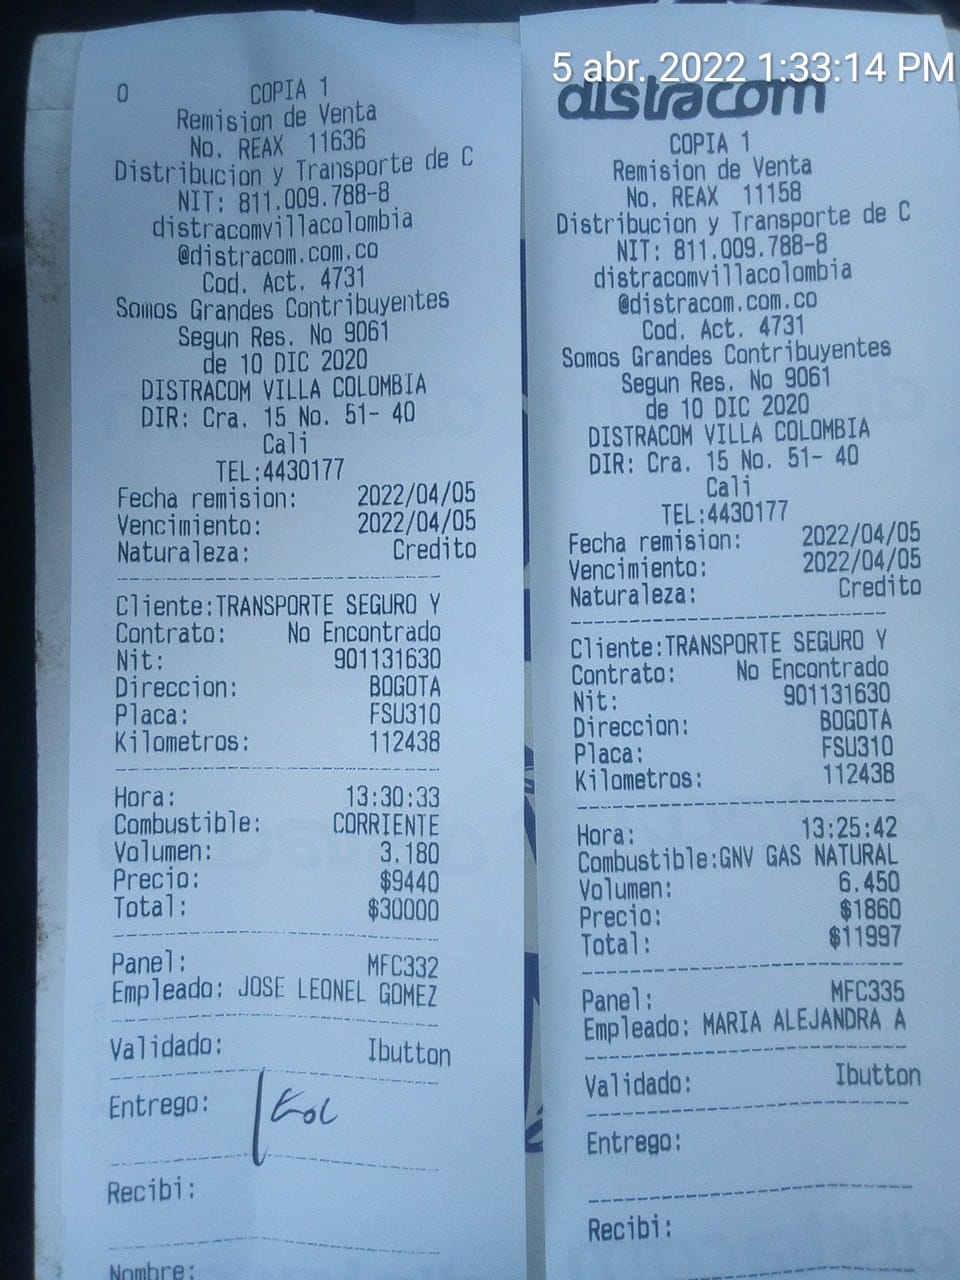 5 abr. 2022 1:33:14 PM
0 COPIA 1
Remision de Venta
No. REAX 11636
Distribucion y Transporte de C
NIT: 811.009.788-8
distracomvillacolombia
@distracom.com.co
Cod. Act. 4731
Somos Grandes Contribuyentes
Segun Res. No 9061
de 10 DIC 2020
DISTRACOM VILLA COLOMBIA
DIR: Cra. 15 No. 51- 40
Cali
TEL:4430177
Fecha remision: 2022/04/05
Vencimiento: 2022/04/05
Naturaleza: Credito
Cliente:TRANSPORTE SEGURO Y
Contrato: No Encontrado
Nit: 901131630
Direccion: BOGOTA
Placa: FSU310
Kilometros: 112438
Hora: 13:30:33
Combustible: CORRIENTE
Volumen: 3.180
Precio: $9440
Total: $30000
Panel: MFC332
Empleado: JOSE LEONEL GOMEZ
Validado: Ibutton
Entrego:
Recibi:
Nombre:
distracom
COPIA 1
Remision de Venta
No. REAX 11158
Distribucion y Transporte de C
NIT: 811.009.788-8
distracomvillacolombia
@distracom.com.co
Cod. Act. 4731
Somos Grandes Contribuyentes
Segun Res. No 9061
de 10 DIC 2020
DISTRACOM VILLA COLOMBIA
DIR: Cra. 15 No. 51- 40
Cali
TEL:4430177
Fecha remision: 2022/04/05
Vencimiento: 2022/04/05
Naturaleza: Credito
Cliente:TRANSPORTE SEGURO Y
Contrato: No Encontrado
Nit: 901131630
Direccion: BOGOTA
Placa: FSU310
Kilometros: 112438
Hora: 13:25:42
Combustible:GNV GAS NATURAL
Volumen: 6.450
Precio: $1860
Total: $11997
Panel: MFC335
Empleado: MARIA ALEJANDRA A
Validado: Ibutton
Entrego:
Recibi: